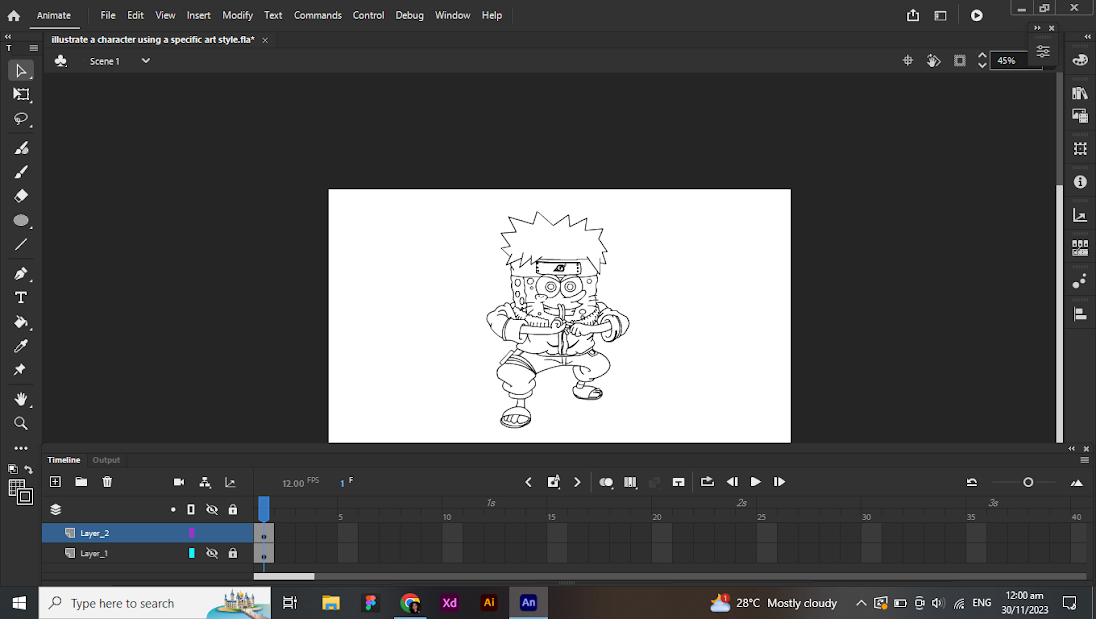 Animate File Edit View Insert Modify Text Commands Control Debug Window Help
illustrate a character using a specific art style.fla*
Scene 1 45%
Timeline Output
12.00 FPS 1 F
1s 2s 3s
5 10 15 20 25 30 35 40
Layer_2
Layer_1
Type here to search Xd Ai An 1 28°C Mostly cloudy ENG 12:00 am
30/11/2023